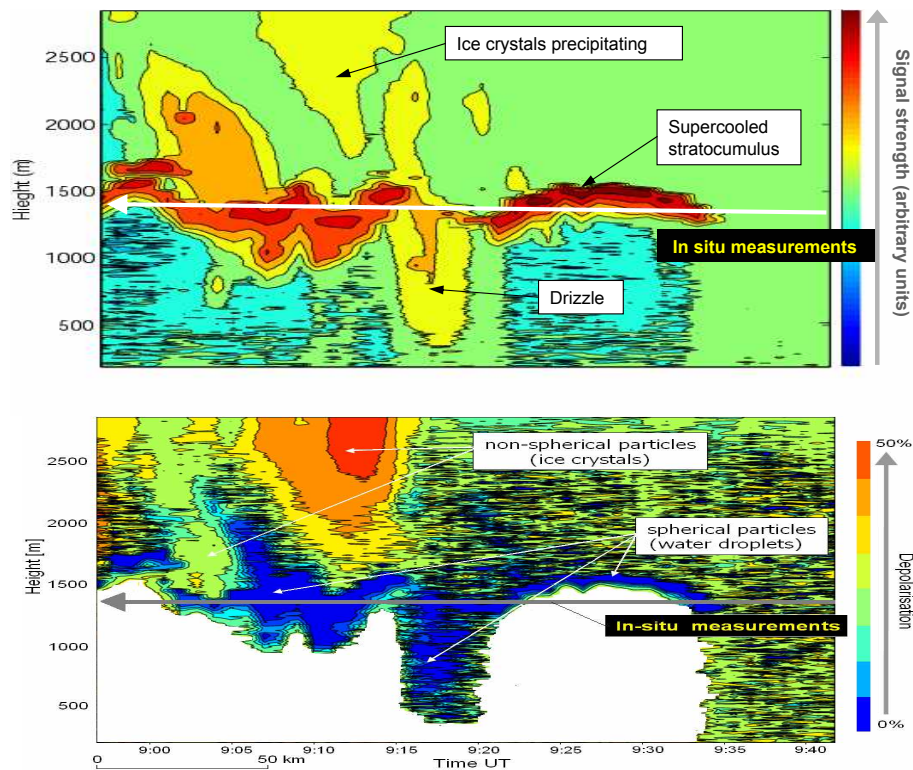 2500
2000
1500
1000
500
Hieght (m)
Ice crystals precipitating
Supercooled
stratocumulus
In situ measurements
Drizzle
Signal strength (arbitrary units)
2500
2000
1500
1000
500
Height [m]
non-spherical particles
(ice crystals)
spherical particles
(water droplets)
In-situ measurements
50%
Depolarisation
0%
9:00 9:05 9:10 9:15 9:20 9:25 9:30 9:35 9:40
0 50 km Time UT